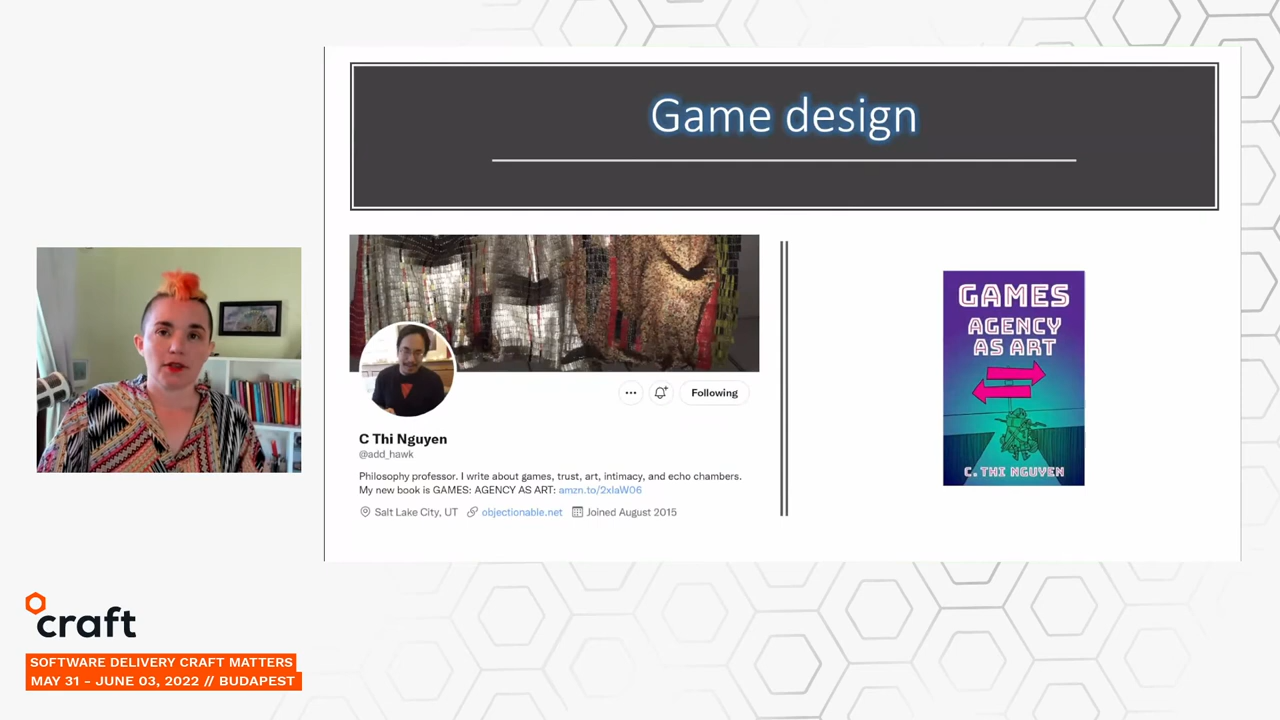 Game design
Following
C Thi Nguyen
@add_hawk
Philosophy professor. I write about games, trust, art, intimacy, and echo chambers.
My new book is GAMES: AGENCY AS ART: amzn.to/2xIaW06
Salt Lake City, UT objectionable.net Joined August 2015
GAMES
AGENCY
AS ART
C. THI NGUYEN
craft
SOFTWARE DELIVERY CRAFT MATTERS
MAY 31 - JUNE 03, 2022 // BUDAPEST